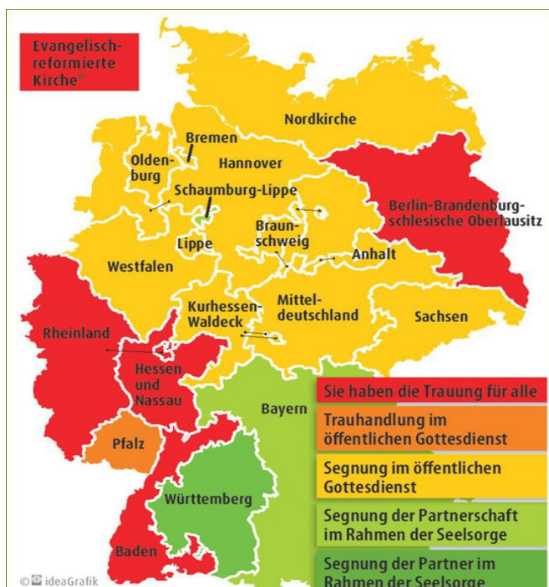 Evangelisch-
reformierte
Kirche*
Nordkirche
Bremen
Olden-
burg
Hannover
Schaumburg-Lippe
Berlin-Brandenburg-
schlesische Oberlausitz
Lippe
Braun-
schweig
Anhalt
Westfalen
Kurhessen-
Waldeck
Mittel-
deutschland
Sachsen
Rheinland
Hessen
und
Nassau
Bayern
Pfalz
Württemberg
Baden
Sie haben die Trauung für alle
Trauhandlung im
öffentlichen Gottesdienst
Segnung im öffentlichen
Gottesdienst
Segnung der Partnerschaft
im Rahmen der Seelsorge
Segnung der Partner im
Rahmen der Seelsorge
© ideaGrafik